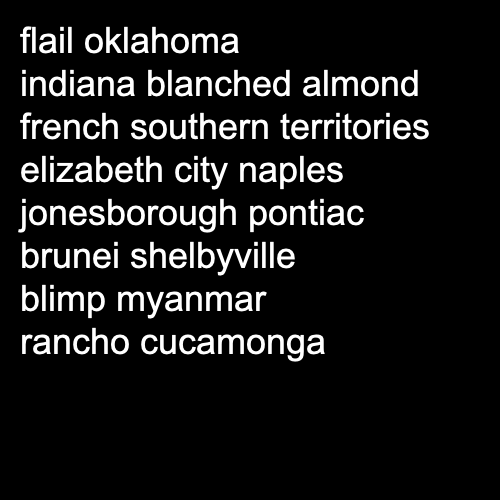 flail oklahoma
indiana blanched almond
french southern territories
elizabeth city naples
jonesborough pontiac
brunei shelbyville
blimp myanmar
rancho cucamonga